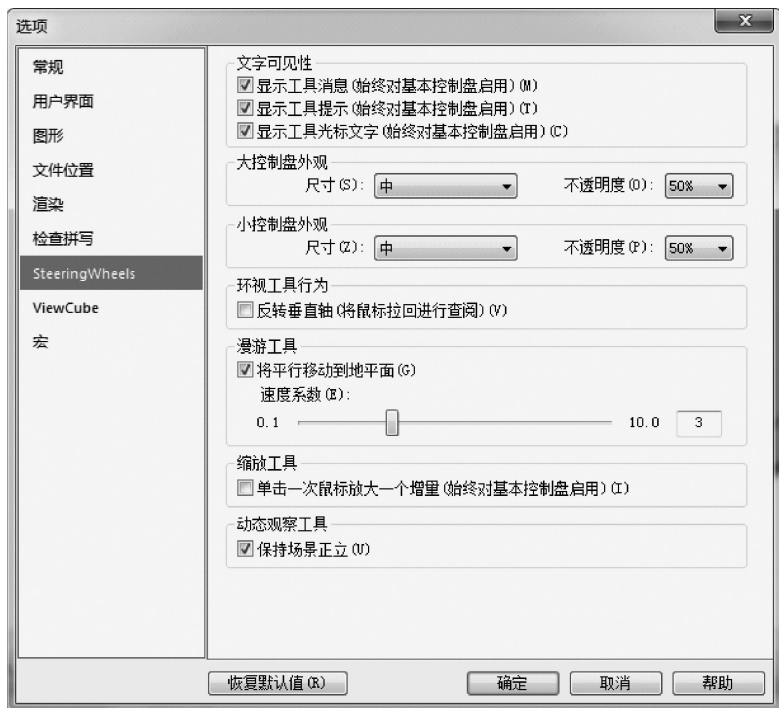 选项
x
常规
用户界面
图形
文件位置
渲染
检查拼写
SteeringWheels
ViewCube
宏
文字可见性
显示工具消息(始终对基本控制盘启用)(M)
显示工具提示(始终对基本控制盘启用)(T)
显示工具光标文字(始终对基本控制盘启用)(C)
大控制盘外观
尺寸(S): 中 不透明度(O): 50%
小控制盘外观
尺寸(Z): 中 不透明度(P): 50%
环视工具行为
反转垂直轴(将鼠标拉回进行查阅)(V)
漫游工具
将平行移动到地平面(G)
速度系数(E):
0.1 10.0 3
缩放工具
单击一次鼠标放大一个增量(始终对基本控制盘启用)(I)
动态观察工具
保持场景正立(U)
恢复默认值(R) 确定 取消 帮助